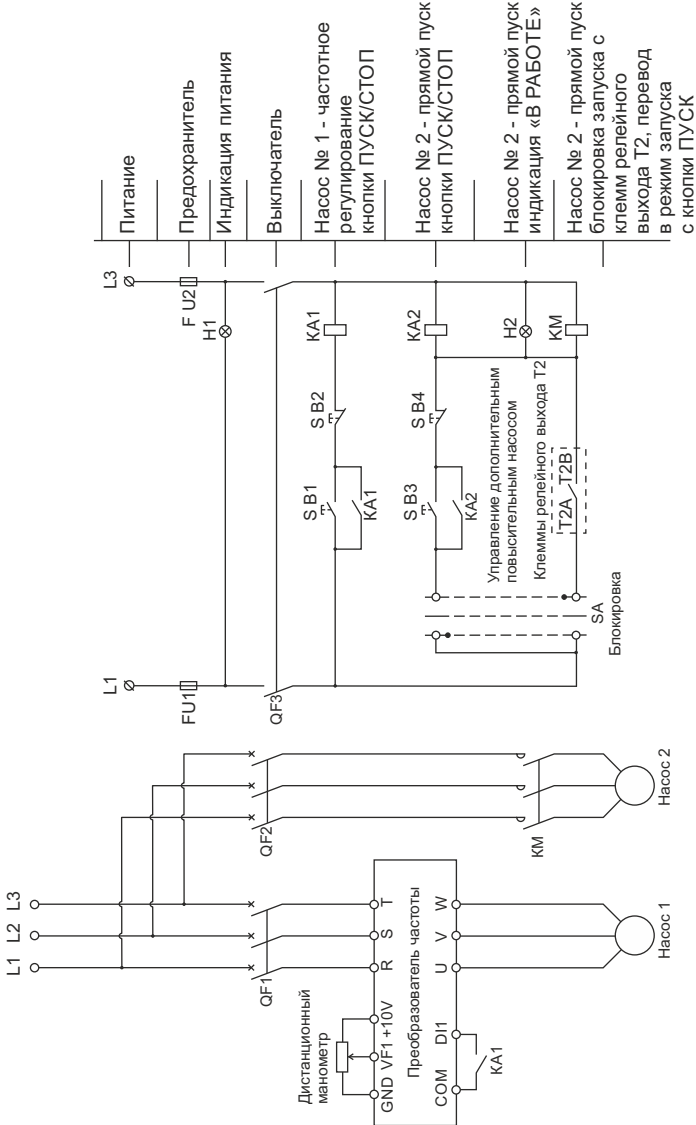 Питание
Предохранитель
Индикация питания
Выключатель
Насос № 1 - частотное
регулирование
кнопки ПУСК/СТОП
Насос № 2 - прямой пуск
кнопки ПУСК/СТОП
Насос № 2 - прямой пуск
индикация «В РАБОТЕ»
Насос № 2 - прямой пуск
блокировка запуска с
клемм релейного
выхода Т2, перевод
в режим запуска
с кнопки ПУСК
L3
F U2
H1
KA1
KA2
H2
KM
S B2
S B4
S B1
KA1
S B3
KA2
Управление дополнительным
повысительным насосом
Клеммы релейного выхода Т2
T2A T2B
SA
Блокировка
L1
FU1
QF3
L1 L2 L3
QF1
QF2
KM
Насос 2
Дистанционный
манометр
GND VF1 +10V R S T
Преобразователь частоты
COM DI1 U V W
KA1
Насос 1